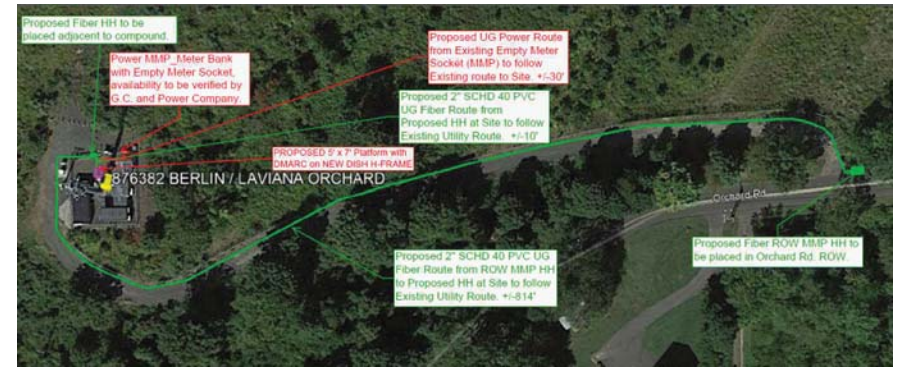 Proposed Fiber HH to be
placed adjacent to compound.
Power MMP_Meter Bank
with Empty Meter Socket,
availability to be verified by
G.C. and Power Company.
Proposed UG Power Route
from Existing Empty Meter
Socket (MMP) to follow
Existing route to Site. +/-30'
Proposed 2" SCHD 40 PVC
UG Fiber Route from
Proposed HH at Site to follow
Existing Utility Route. +/-10'
PROPOSED 5' x 7' Platform with
DMARC on NEW DISH H-FRAME
876382 BERLIN / LAVIANA ORCHARD
Orchard Rd
Proposed 2" SCHD 40 PVC UG
Fiber Route from ROW MMP HH
to Proposed HH at Site to follow
Existing Utility Route. +/-814'
Proposed Fiber ROW MMP HH to
be placed in Orchard Rd. ROW.